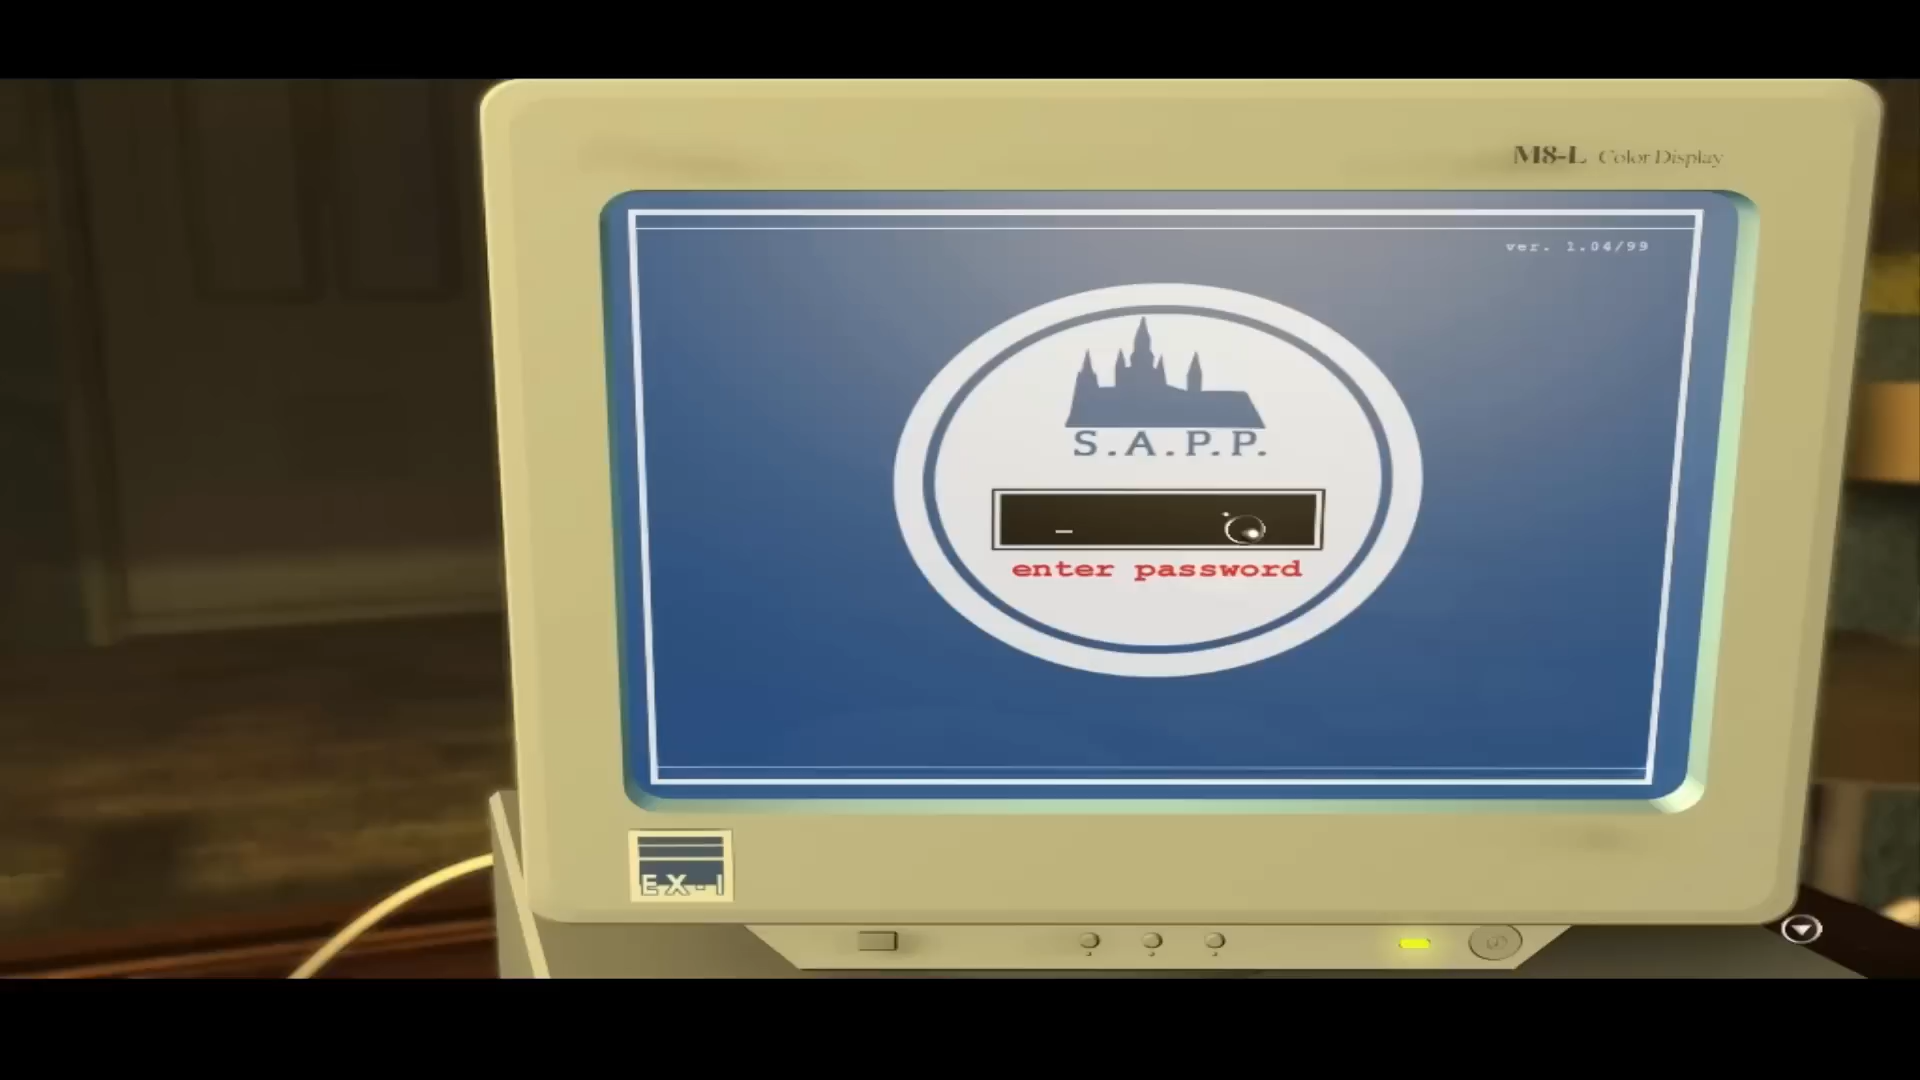 M8-L Color Display
ver. 1.04/99
S.A.P.P.
enter password
EX-I